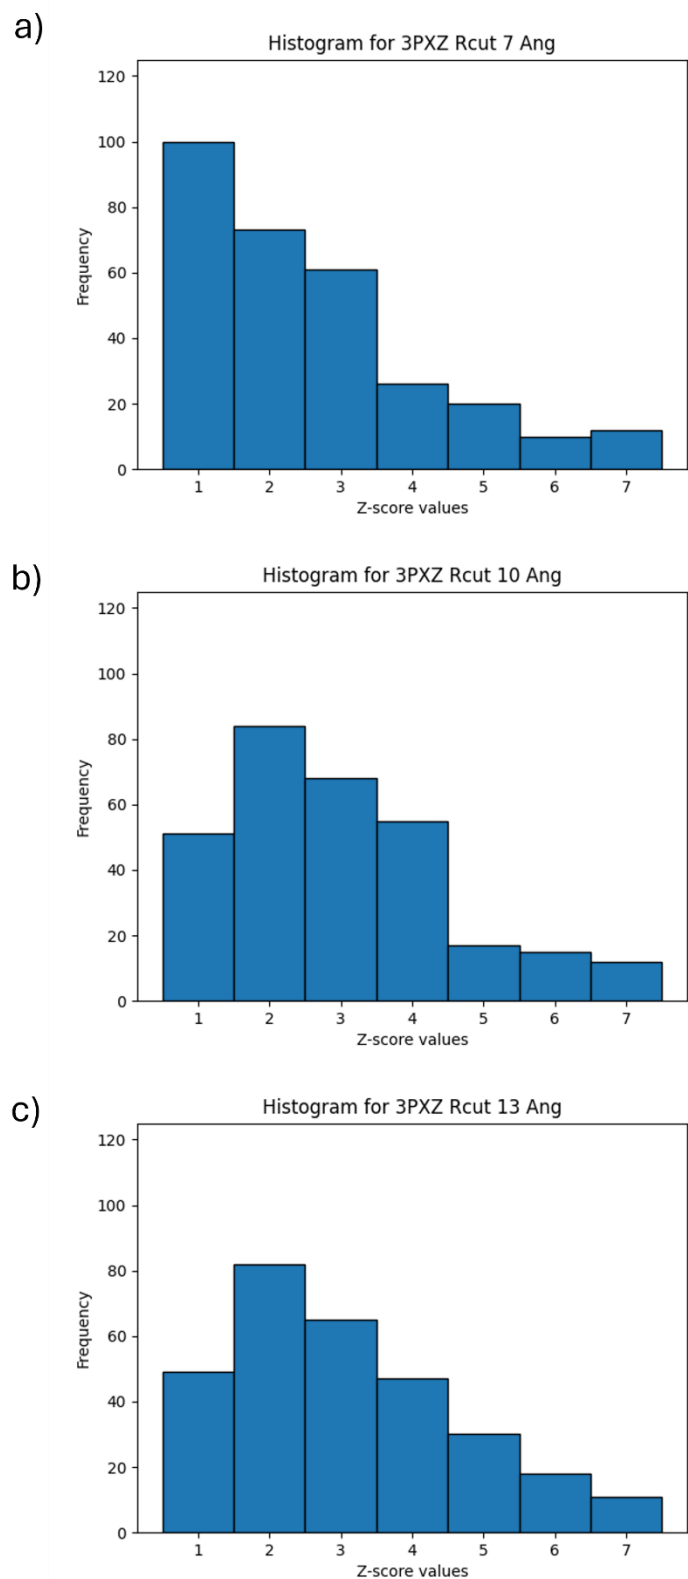 a)
Histogram for 3PXZ Rcut 7 Ang
120
100
80
60
40
20
0
Frequency
1 2 3 4 5 6 7
Z-score values
b)
Histogram for 3PXZ Rcut 10 Ang
120
100
80
60
40
20
0
Frequency
1 2 3 4 5 6 7
Z-score values
c)
Histogram for 3PXZ Rcut 13 Ang
120
100
80
60
40
20
0
Frequency
1 2 3 4 5 6 7
Z-score values